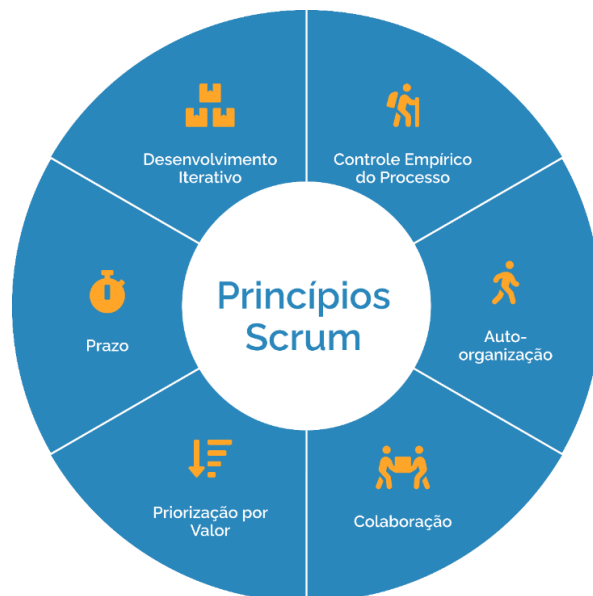 Princípios
Scrum
Controle Empírico
do Processo
Auto-
organização
Colaboração
Priorização por
Valor
Prazo
Desenvolvimento
Iterativo